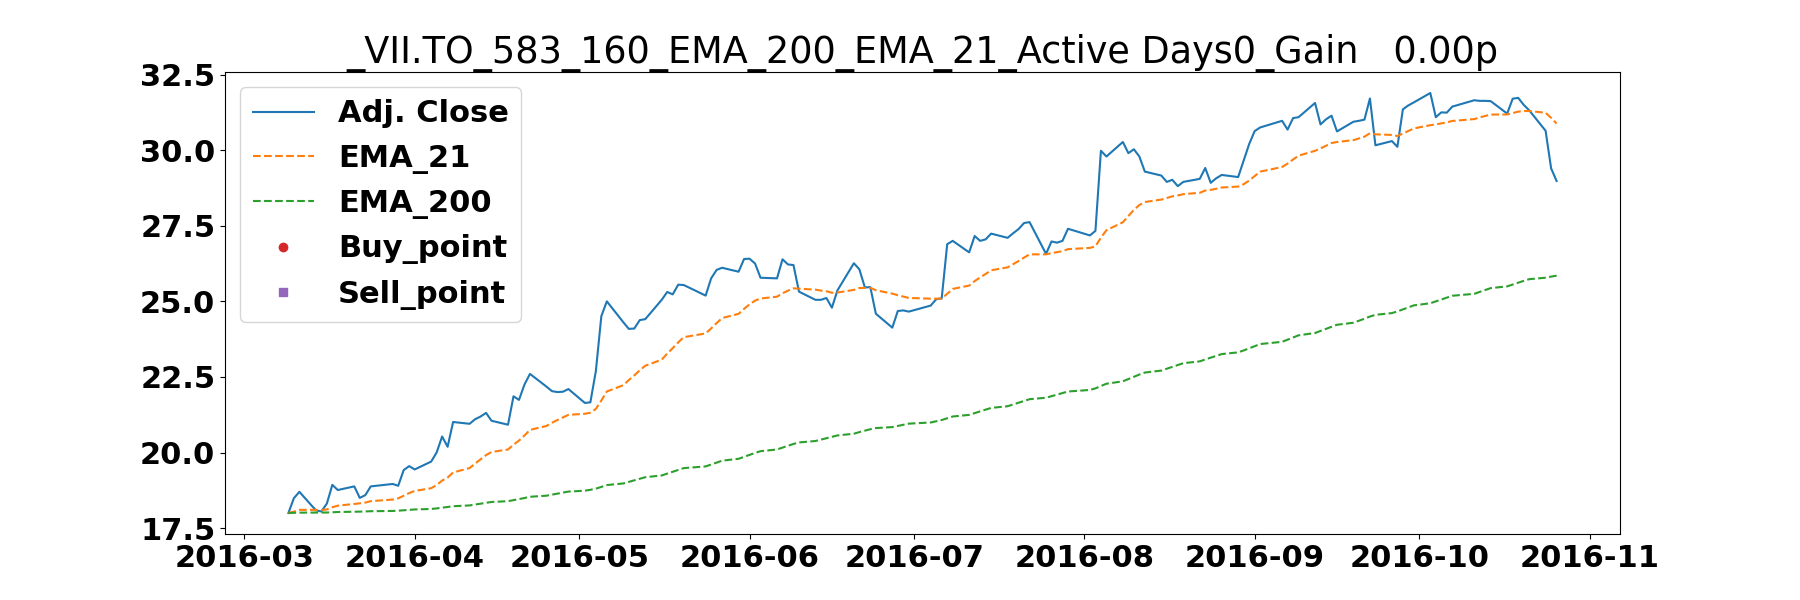 _VII.TO_583_160_EMA_200_EMA_21_Active Days0_Gain   0.00p
32.5
30.0
27.5
25.0
22.5
20.0
17.5
Adj. Close
EMA_21
EMA_200
Buy_point
Sell_point
2016-03 2016-04 2016-05 2016-06 2016-07 2016-08 2016-09 2016-10 2016-11